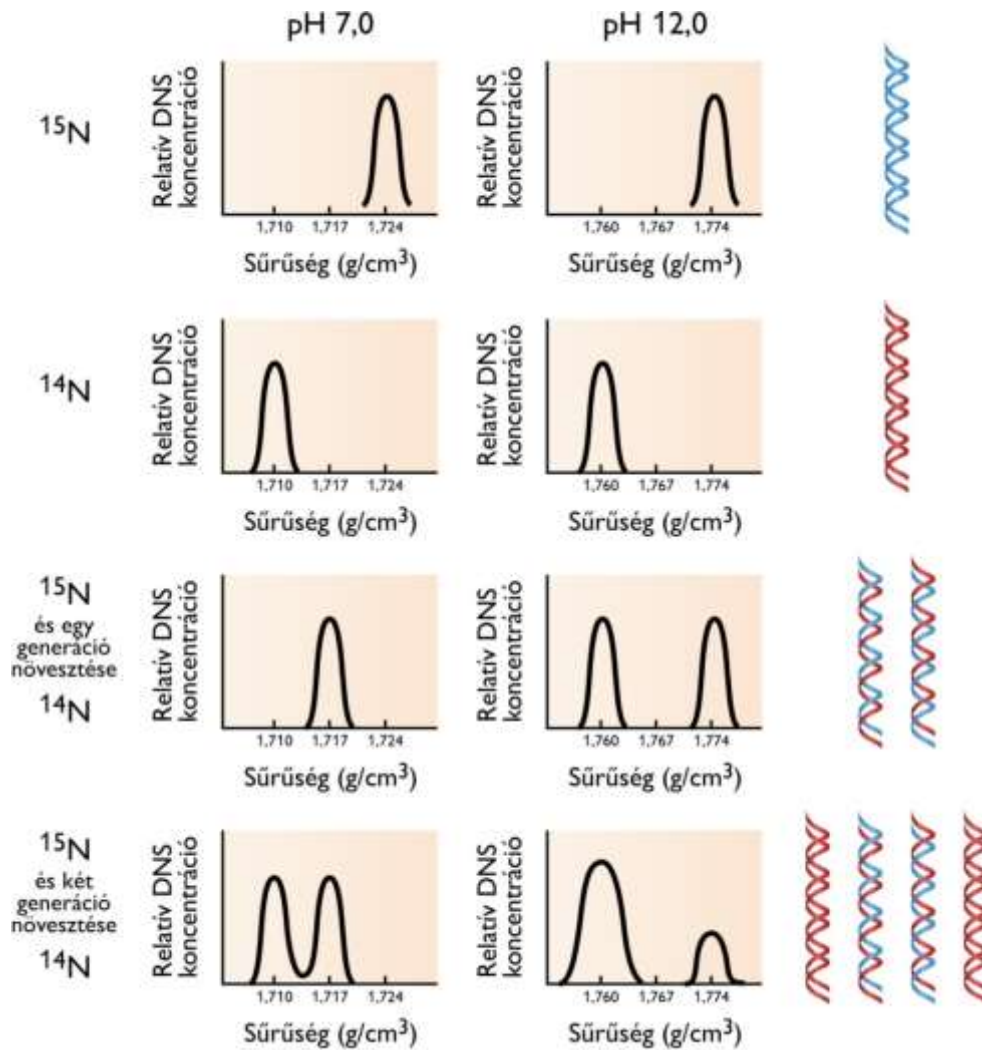 pH 7,0
pH 12,0
15N
Relatív DNS
koncentráció
1,710 1,717 1,724
Sűrűség (g/cm3)
Relatív DNS
koncentráció
1,760 1,767 1,774
Sűrűség (g/cm3)
14N
Relatív DNS
koncentráció
1,710 1,717 1,724
Sűrűség (g/cm3)
Relatív DNS
koncentráció
1,760 1,767 1,774
Sűrűség (g/cm3)
15N
és egy
generáció
növesztése
14N
Relatív DNS
koncentráció
1,710 1,717 1,724
Sűrűség (g/cm3)
Relatív DNS
koncentráció
1,760 1,767 1,774
Sűrűség (g/cm3)
15N
és két
generáció
növesztése
14N
Relatív DNS
koncentráció
1,710 1,717 1,724
Sűrűség (g/cm3)
Relatív DNS
koncentráció
1,760 1,767 1,774
Sűrűség (g/cm3)